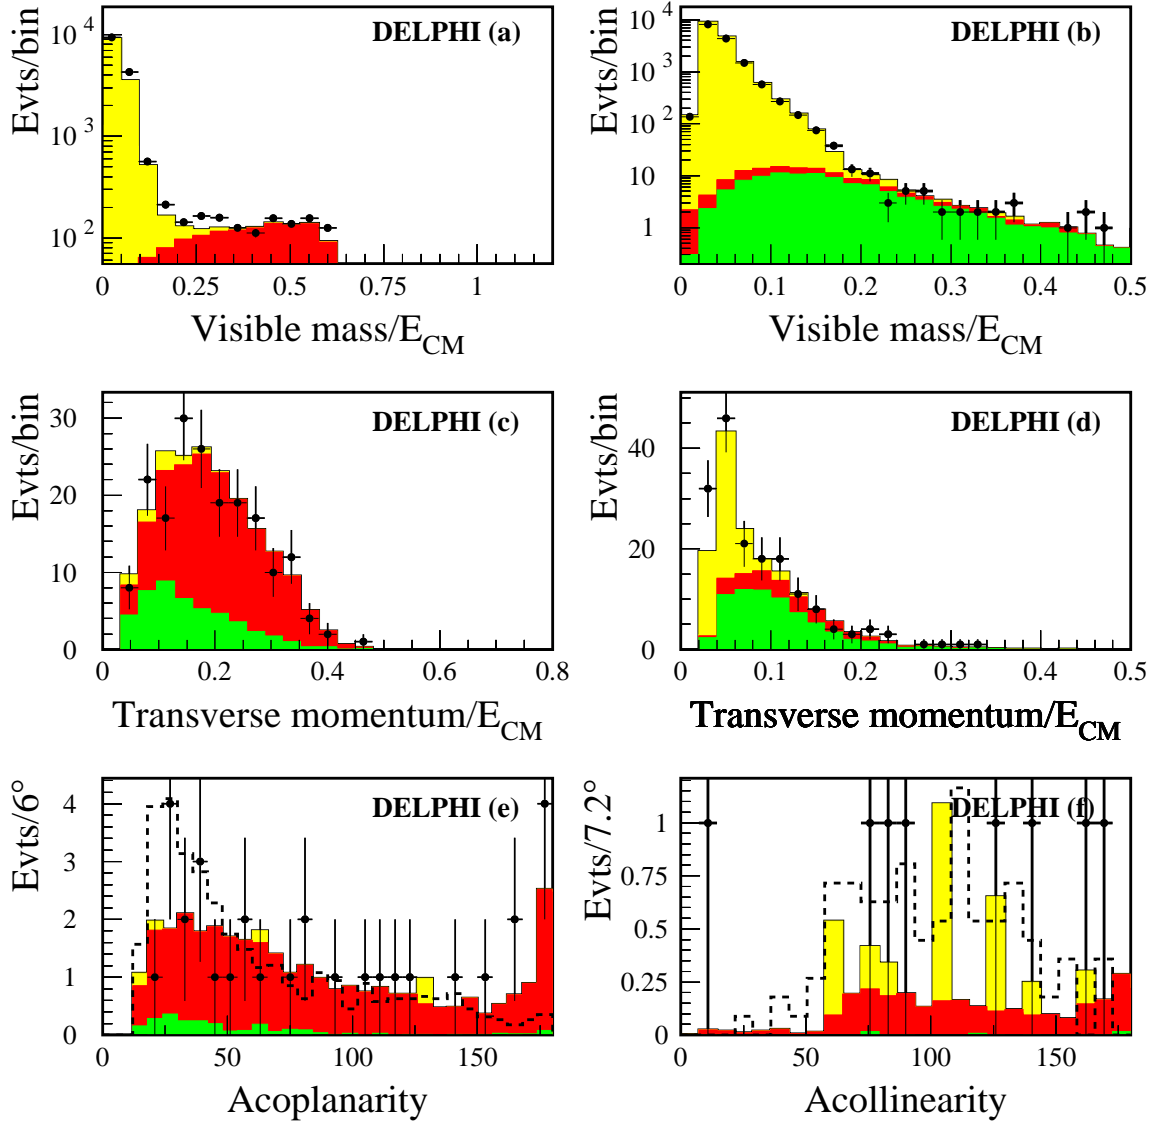 DELPHI (a)
Evts/bin
10^4
10^3
10^2
0 0.25 0.5 0.75 1
Visible mass/E_CM
DELPHI (b)
Evts/bin
10^4
10^3
10^2
10
1
0 0.1 0.2 0.3 0.4 0.5
Visible mass/E_CM
DELPHI (c)
Evts/bin
30
20
10
0
0 0.2 0.4 0.6 0.8
Transverse momentum/E_CM
DELPHI (d)
Evts/bin
40
20
0
0 0.1 0.2 0.3 0.4 0.5
Transverse momentum/E_CM
DELPHI (e)
Evts/6°
4
3
2
1
0
0 50 100 150
Acoplanarity
DELPHI (f)
Evts/7.2°
1
0.75
0.5
0.25
0
0 50 100 150
Acollinearity